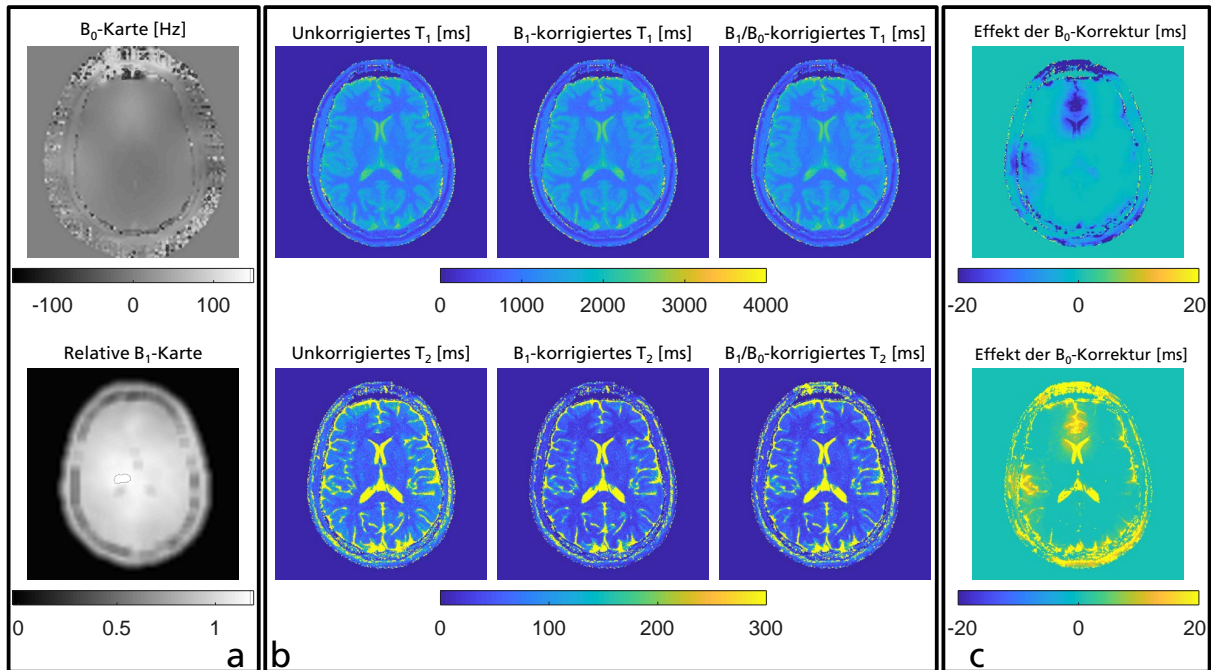 B₀-Karte [Hz]
-100 0 100
Relative B₁-Karte
0 0.5 1
a
Unkorrigiertes T₁ [ms] B₁-korrigiertes T₁ [ms] B₁/B₀-korrigiertes T₁ [ms]
0 1000 2000 3000 4000
Unkorrigiertes T₂ [ms] B₁-korrigiertes T₂ [ms] B₁/B₀-korrigiertes T₂ [ms]
0 100 200 300
b
Effekt der B₀-Korrektur [ms]
-20 0 20
Effekt der B₀-Korrektur [ms]
-20 0 20
c